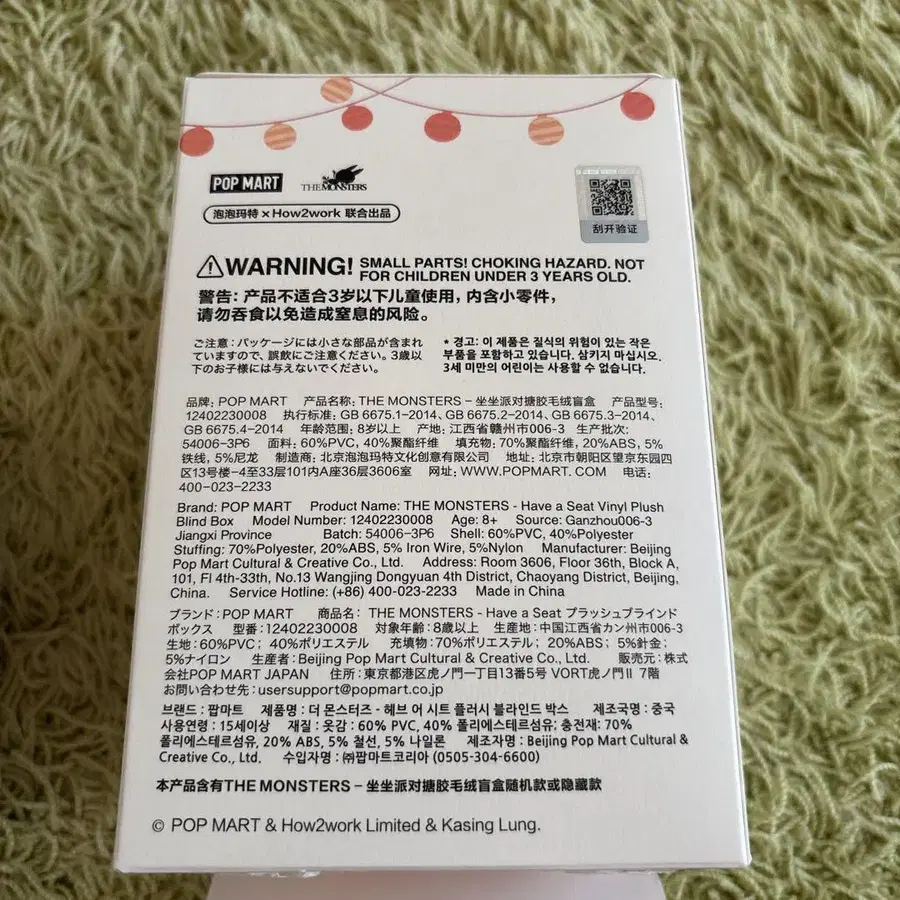 POP MART
THE MONSTERS
泡泡玛特 × How2work 联合出品
刮开验证
WARNING! SMALL PARTS! CHOKING HAZARD. NOT
FOR CHILDREN UNDER 3 YEARS OLD.
警告: 产品不适合3岁以下儿童使用, 内含小零件,
请勿吞食以免造成窒息的风险。
ご注意：パッケージには小さな部品が含まれ
ていますので、誤飲にご注意ください。3歳以
下のお子様には与えないでください。
* 경고: 이 제품은 질식의 위험이 있는 작은
부품을 포함하고 있습니다. 삼키지 마십시오.
3세 미만의 어린이는 사용할 수 없습니다.
品牌: POP MART 产品名称: THE MONSTERS – 坐坐派对搪胶毛绒盲盒 产品型号:
12402230008 执行标准: GB 6675.1-2014、GB 6675.2-2014、GB 6675.3-2014、
GB 6675.4-2014 年龄范围: 8岁以上 产地: 江西省赣州市006-3 生产批次:
54006-3P6 面料: 60%PVC, 40%聚酯纤维 填充物: 70%聚酯纤维, 20%ABS, 5%
铁线, 5%尼龙 制造商: 北京泡泡玛特文化创意有限公司 地址: 北京市朝阳区望京东园四
区13号楼-4至33层101内A座36层3606室 网址: WWW.POPMART.COM 电话:
400-023-2233
Brand: POP MART Product Name: THE MONSTERS - Have a Seat Vinyl Plush
Blind Box Model Number: 12402230008 Age: 8+ Source: Ganzhou006-3
Jiangxi Province Batch: 54006-3P6 Shell: 60%PVC, 40%Polyester
Stuffing: 70%Polyester, 20%ABS, 5% Iron Wire, 5%Nylon Manufacturer: Beijing
Pop Mart Cultural & Creative Co., Ltd. Address: Room 3606, Floor 36th, Block A,
101, Fl 4th-33th, No.13 Wangjing Dongyuan 4th District, Chaoyang District, Beijing,
China. Service Hotline: (+86) 400-023-2233 Made in China
ブランド：POP MART 商品名： THE MONSTERS - Have a Seat プラッシュブラインド
ボックス 型番：12402230008 対象年齢：8歳以上 生産地：中国江西省カン州市006-3
生地：60%PVC；40%ポリエステル 充填物：70%ポリエステル；20%ABS；5%針金；
5%ナイロン 生産者：Beijing Pop Mart Cultural & Creative Co., Ltd. 販売元：株式
会社POP MART JAPAN 住所：東京都港区虎ノ門一丁目13番5号 VORT虎ノ門II 7階
お問い合わせ先：usersupport@popmart.co.jp
브랜드 : 팝마트 제품명 : 더 몬스터즈 - 헤브 어 시트 플러시 블라인드 박스 제조국명 : 중국
사용연령 : 15세이상 재질 : 옷감 : 60% PVC, 40% 폴리에스테르섬유; 충전재: 70%
폴리에스테르섬유, 20% ABS, 5% 철선, 5% 나일론 제조자명 : Beijing Pop Mart Cultural &
Creative Co., Ltd. 수입자명 : ㈜팝마트코리아 (0505-304-6600)
本产品含有THE MONSTERS – 坐坐派对搪胶毛绒盲盒随机款或隐藏款
© POP MART & How2work Limited & Kasing Lung.